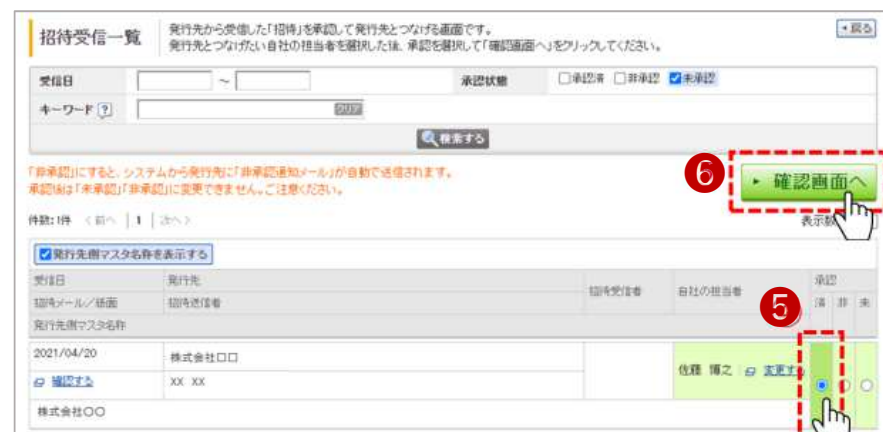 招待受信一覧
発行先から受信した「招待」を承認して発行先とつなげる画面です。
発行先とつなげたい自社の担当者を選択した後、承認を選択して「確認画面へ」をクリックしてください。
戻る
受信日 ～ 承認状態 承認済 非承認 未承認
キーワード ? クリア
検索する
「非承認」にすると、システムから発行先に「非承認通知メール」が自動で送信されます。
承認後は「未承認」「非承認」に変更できません。ご注意ください。
6
確認画面へ
件数:1件 <前へ | 1 | 次へ>
表示数
発行先側マスタ名称を表示する
受信日 発行先 招待受信者 自社の担当者 承認
招待メール／紙面 招待送信者 済 非 未
発行先側マスタ名称
5
2021/04/20 株式会社□□
佐藤 博之 変更する
確認する XX XX
株式会社〇〇